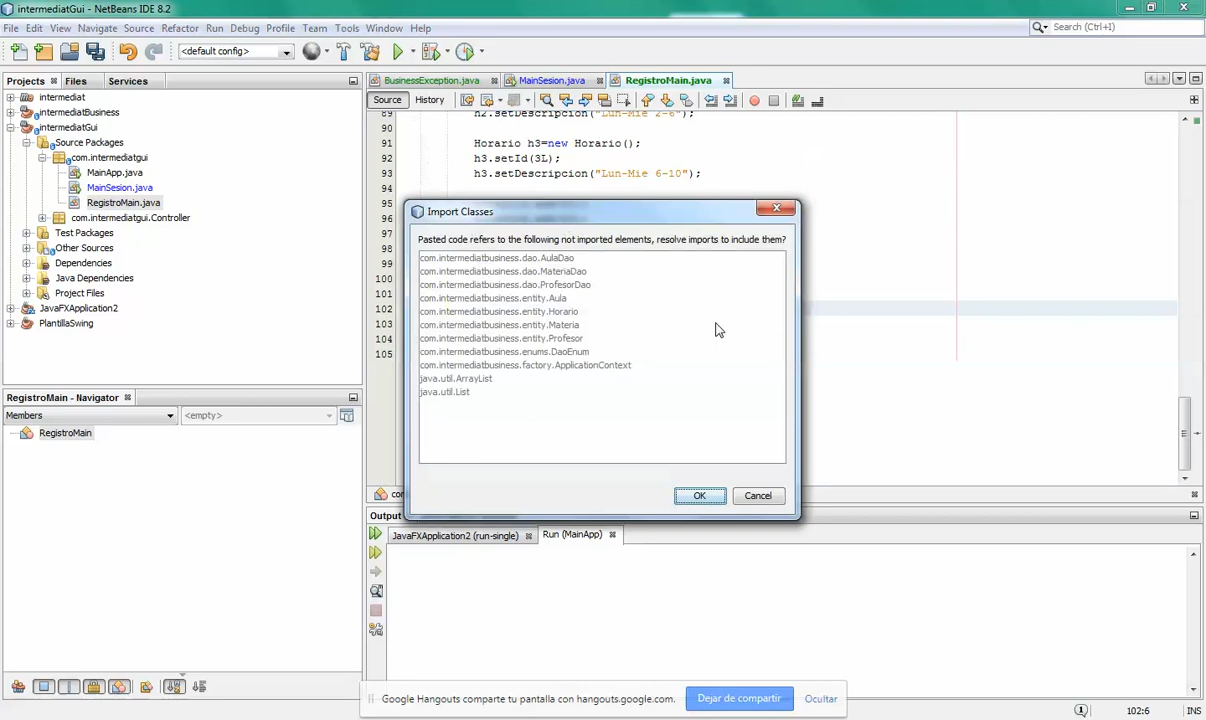 intermediatGui - NetBeans IDE 8.2
File Edit View Navigate Source Refactor Run Debug Profile Team Tools Window Help
Search (Ctrl+I)
<default config>
Projects Files Services
BusinessException.java MainSesion.java RegistroMain.java
Source History
intermediat
intermediatBusiness
intermediatGui
Source Packages
com.intermediatgui
MainApp.java
MainSesion.java
RegistroMain.java
com.intermediatgui.Controller
Test Packages
Other Sources
Dependencies
Java Dependencies
Project Files
JavaFXApplication2
PlantillaSwing
89 h2.setDescripcion("Lun-Mie 2-6");
90
91 Horario h3=new Horario();
92 h3.setId(3L);
93 h3.setDescripcion("Lun-Mie 6-10");
94
95
96
97
98
99
100
101
102
103
104
105
Import Classes
Pasted code refers to the following not imported elements, resolve imports to include them?
com.intermediatbusiness.dao.AulaDao
com.intermediatbusiness.dao.MateriaDao
com.intermediatbusiness.dao.ProfesorDao
com.intermediatbusiness.entity.Aula
com.intermediatbusiness.entity.Horario
com.intermediatbusiness.entity.Materia
com.intermediatbusiness.entity.Profesor
com.intermediatbusiness.enums.DaoEnum
com.intermediatbusiness.factory.ApplicationContext
java.util.ArrayList
java.util.List
OK Cancel
RegistroMain - Navigator
Members <empty>
RegistroMain
Output
JavaFXApplication2 (run-single) Run (MainApp)
Google Hangouts comparte tu pantalla con hangouts.google.com. Dejar de compartir Ocultar
1 102:6 INS